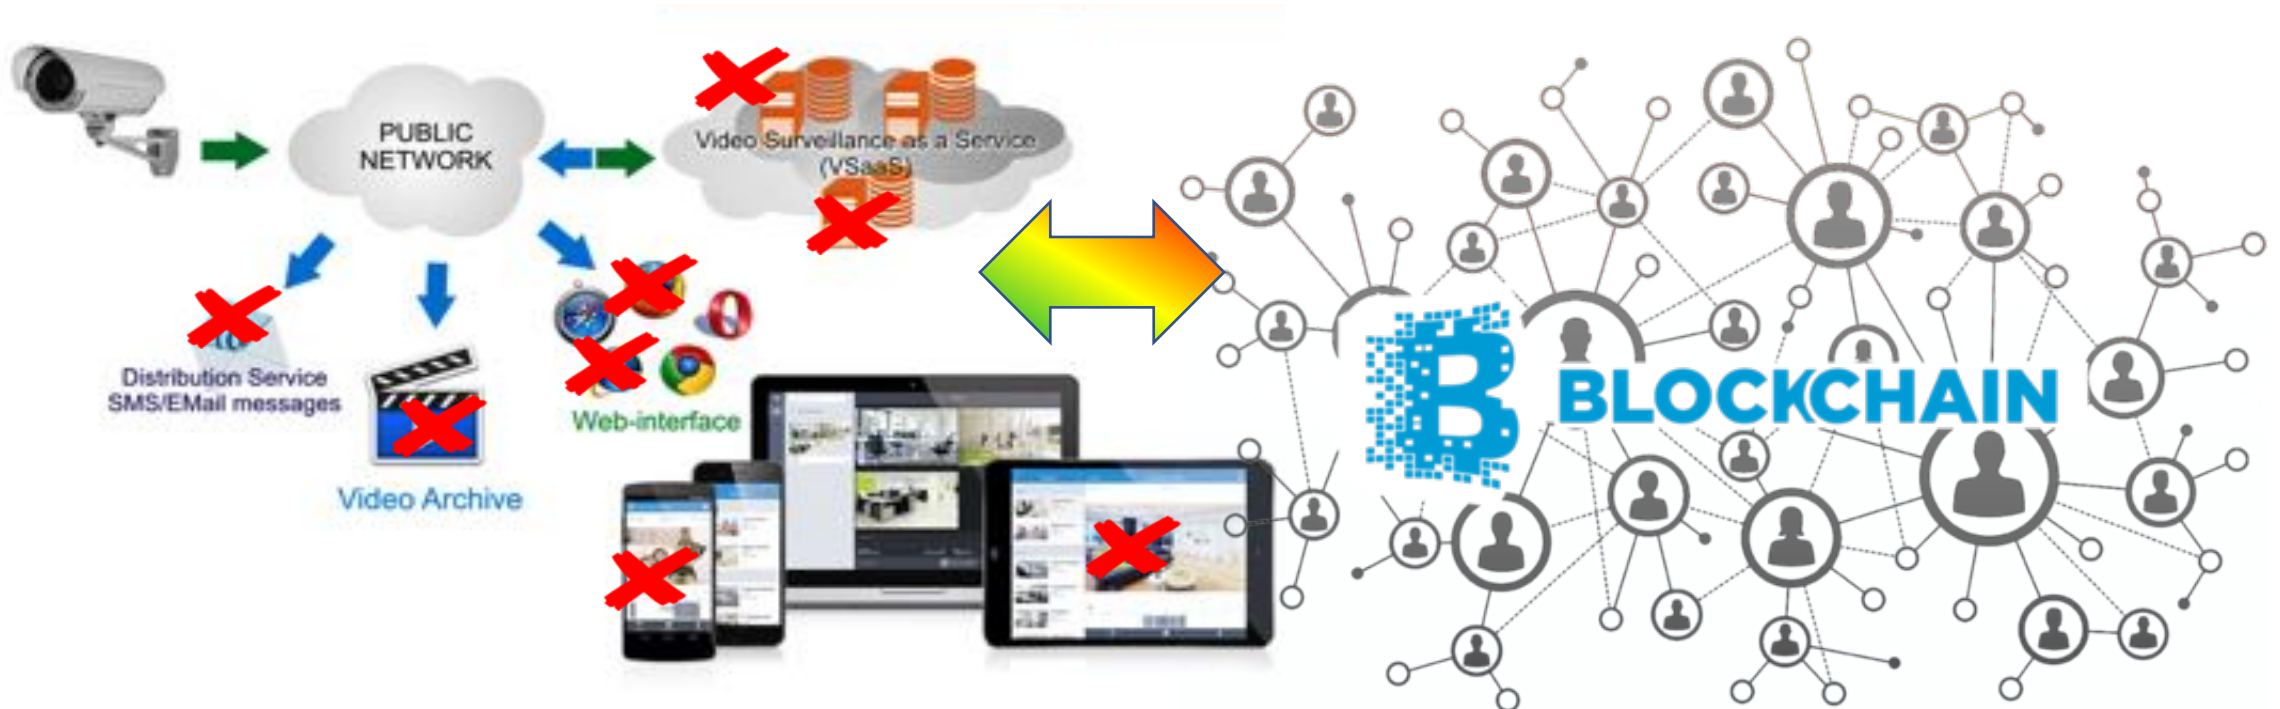 PUBLIC
NETWORK
Video Surveillance as a Service
(VSaaS)
Distribution Service
SMS/EMail messages
Video Archive
Web-interface
BLOCKCHAIN